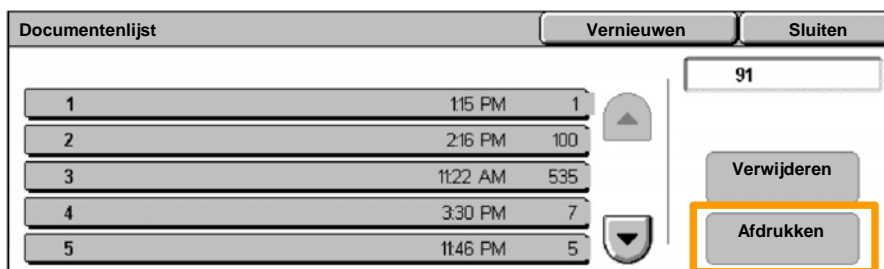 Documentenlijst Vernieuwen Sluiten
91
1 1:15 PM 1
2 2:16 PM 100
3 11:22 AM 535
Verwijderen
4 3:30 PM 7
Afdrukken
5 11:46 PM 5